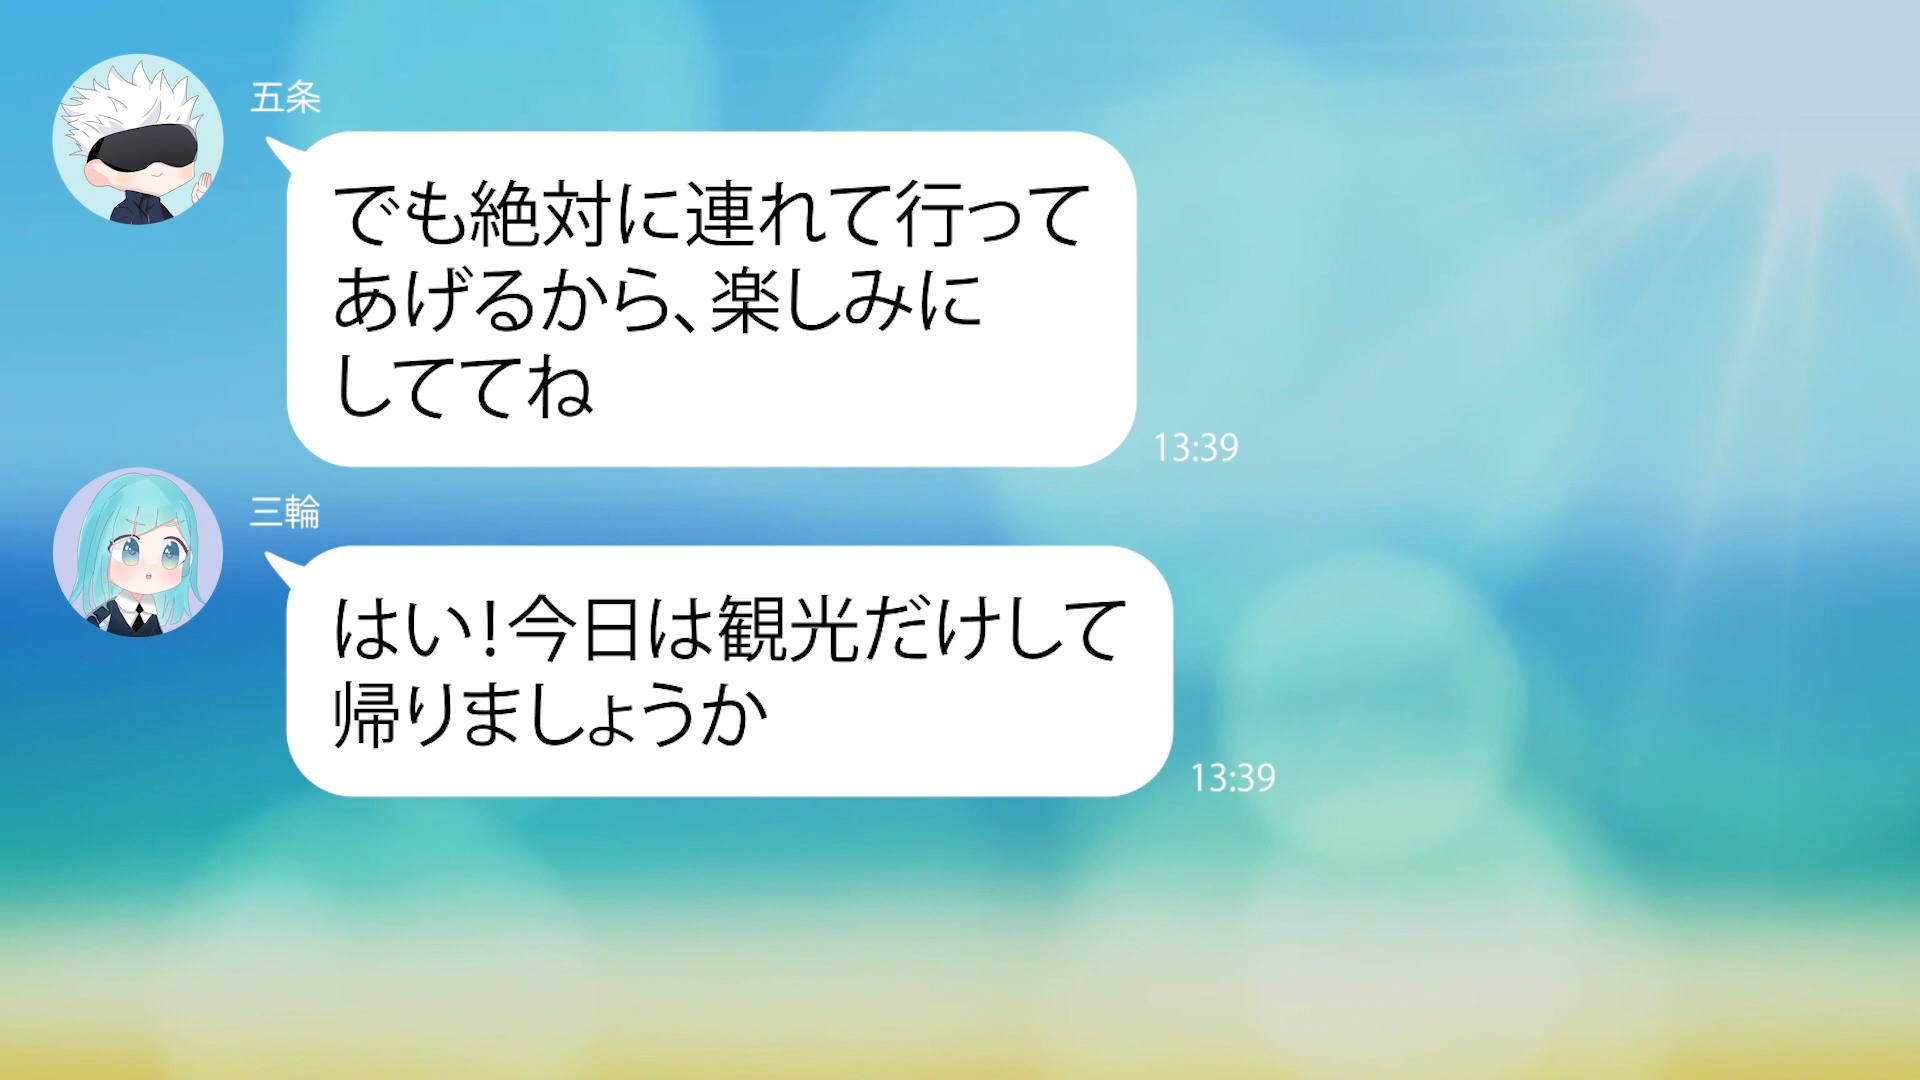 五条
でも絶対に連れて行って
あげるから、楽しみに
しててね
13:39
三輪
はい!今日は観光だけして
帰りましょうか
13:39